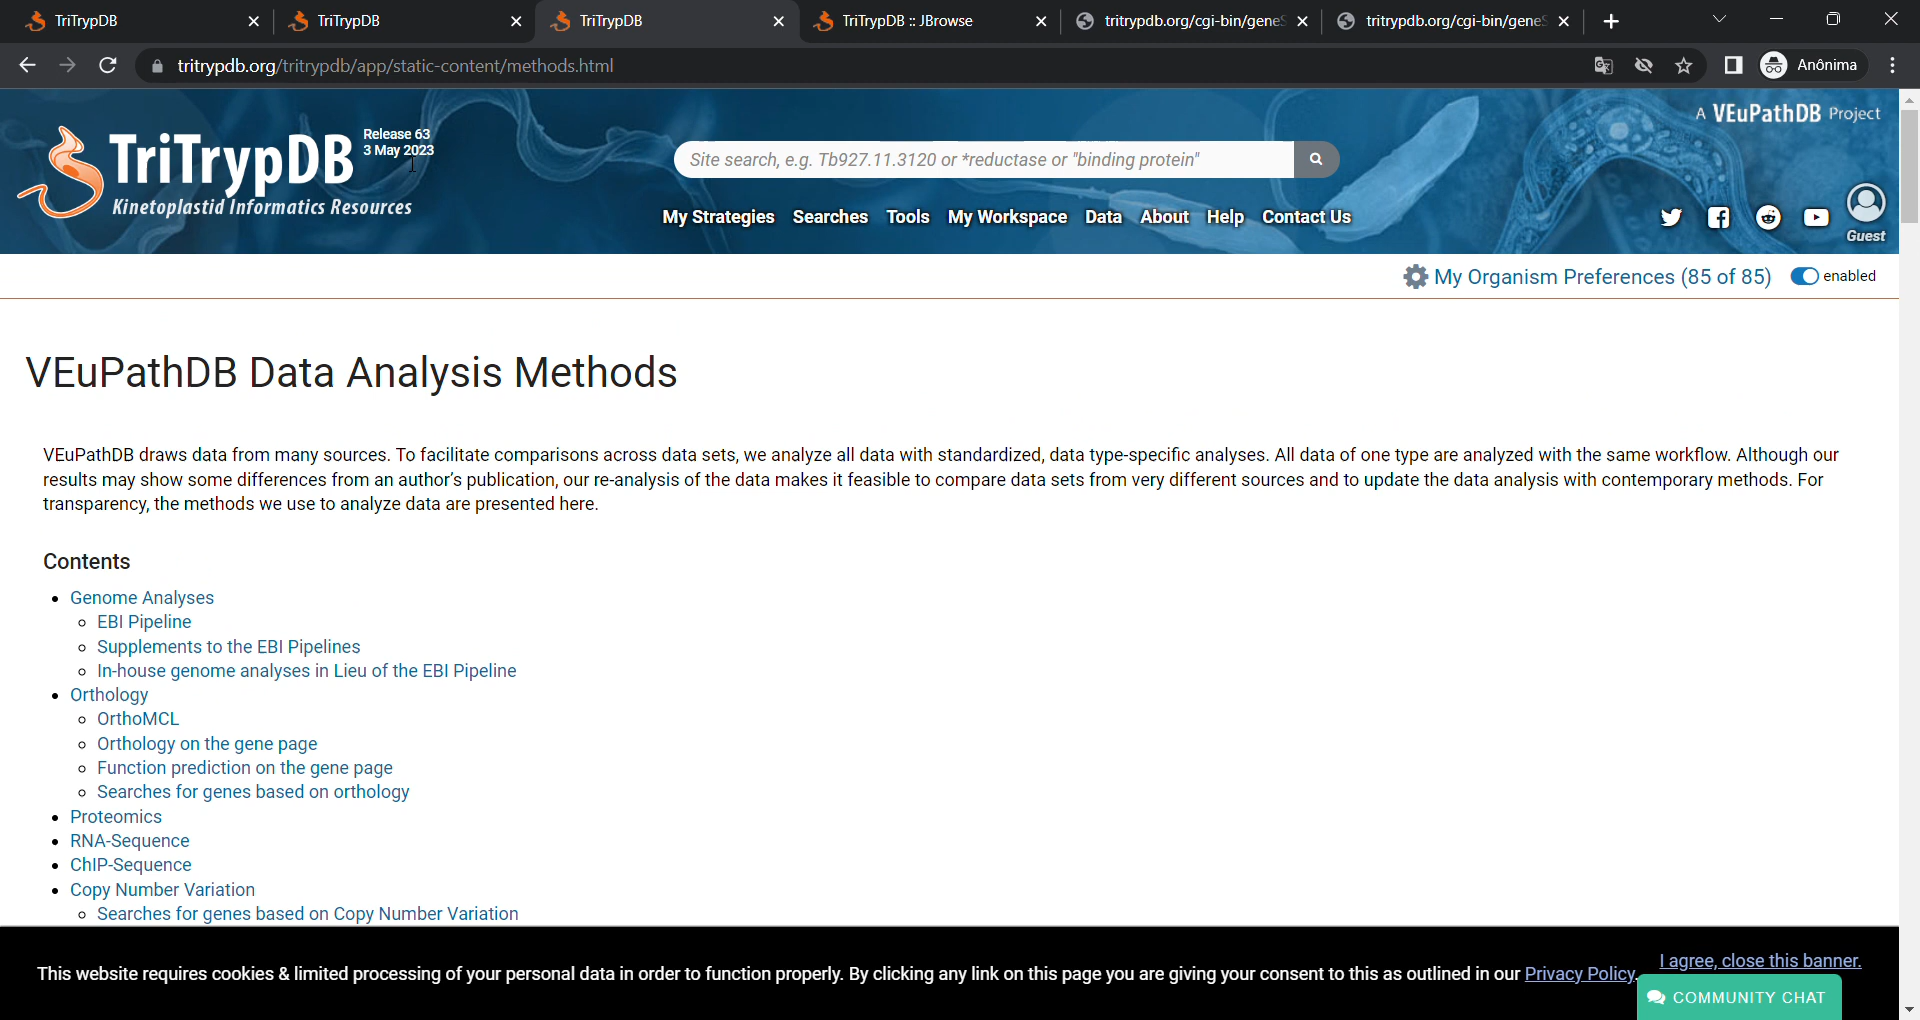 TriTrypDB
TriTrypDB
TriTrypDB
TriTrypDB :: JBrowse
tritrypdb.org/cgi-bin/geneS
tritrypdb.org/cgi-bin/geneS
tritrypdb.org/tritrypdb/app/static-content/methods.html
Anônima
TriTrypDB
Release 63
3 May 2023
Kinetoplastid Informatics Resources
A VEuPathDB Project
Site search, e.g. Tb927.11.3120 or *reductase or "binding protein"
My Strategies Searches Tools My Workspace Data About Help Contact Us
Guest
My Organism Preferences (85 of 85) enabled
VEuPathDB Data Analysis Methods
VEuPathDB draws data from many sources. To facilitate comparisons across data sets, we analyze all data with standardized, data type-specific analyses. All data of one type are analyzed with the same workflow. Although our
results may show some differences from an author's publication, our re-analysis of the data makes it feasible to compare data sets from very different sources and to update the data analysis with contemporary methods. For
transparency, the methods we use to analyze data are presented here.
Contents
Genome Analyses
EBI Pipeline
Supplements to the EBI Pipelines
In-house genome analyses in Lieu of the EBI Pipeline
Orthology
OrthoMCL
Orthology on the gene page
Function prediction on the gene page
Searches for genes based on orthology
Proteomics
RNA-Sequence
ChIP-Sequence
Copy Number Variation
Searches for genes based on Copy Number Variation
This website requires cookies & limited processing of your personal data in order to function properly. By clicking any link on this page you are giving your consent to this as outlined in our Privacy Policy.
I agree, close this banner.
COMMUNITY CHAT